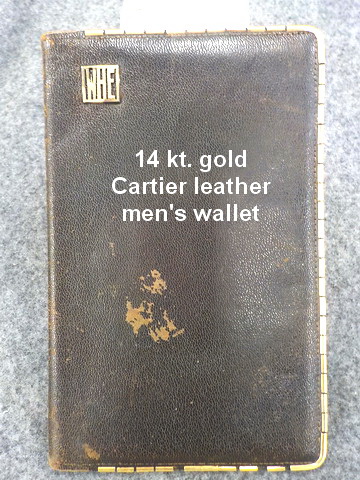 WHE
14 kt. gold
Cartier leather
men's wallet